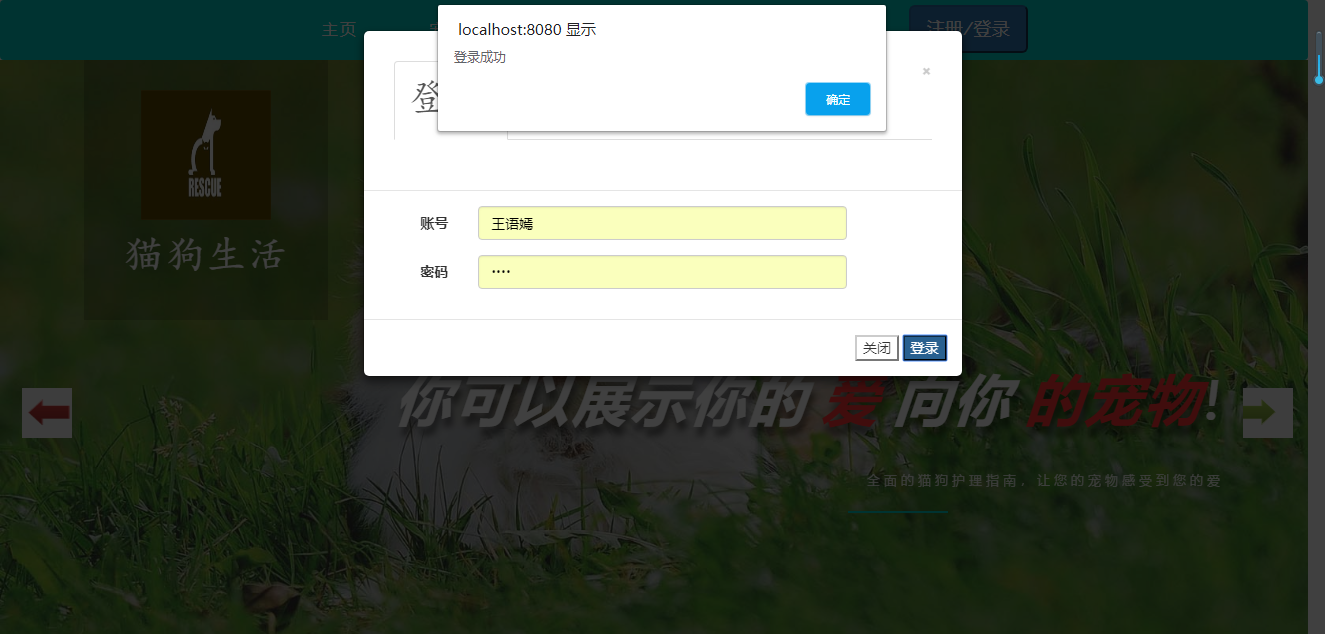 主页
注册/登录
localhost:8080 显示
登录成功
确定
×
登
RESCUE
猫狗生活
账号 王语嫣
密码 ····
关闭 登录
你可以展示你的 爱 向你 的宠物!
全面的猫狗护理指南，让您的宠物感受到您的爱